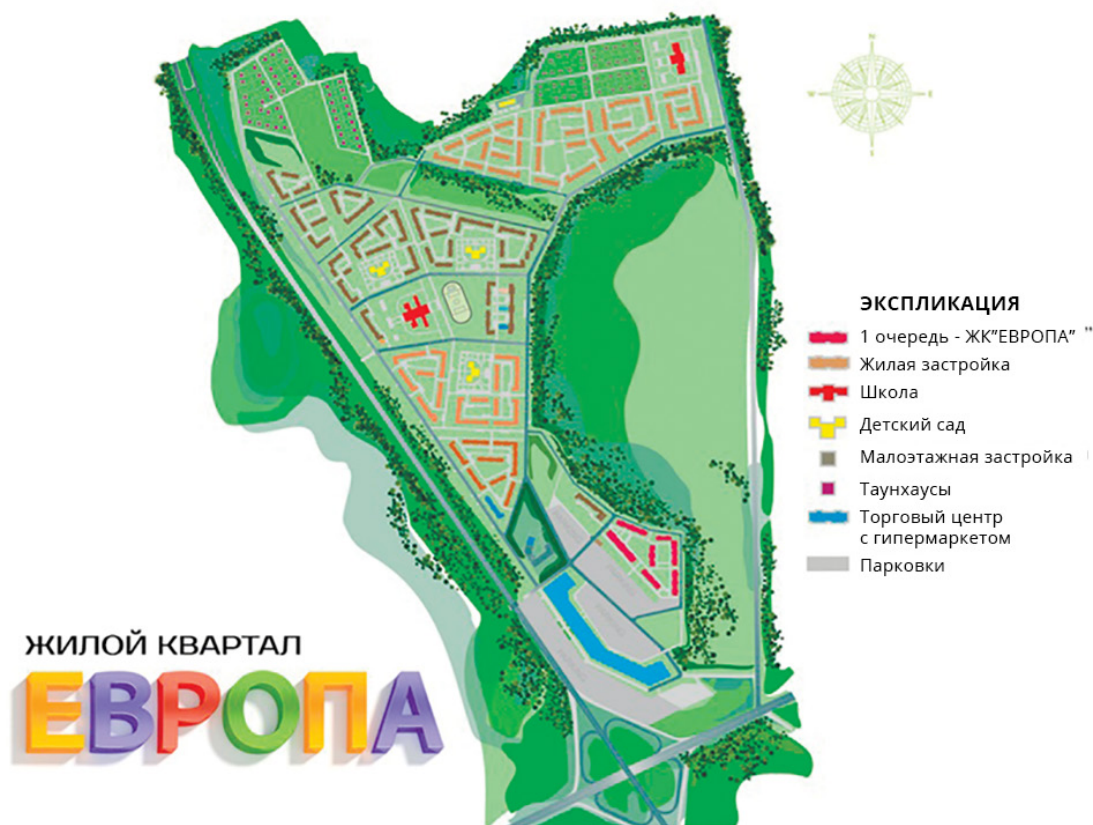 N
W
E
S
ЭКСПЛИКАЦИЯ
1 очередь - ЖК"ЕВРОПА" "
Жилая застройка
Школа
Детский сад
Малоэтажная застройка
Таунхаусы
Торговый центр
с гипермаркетом
Парковки
ЖИЛОЙ КВАРТАЛ
ЕВРОПА